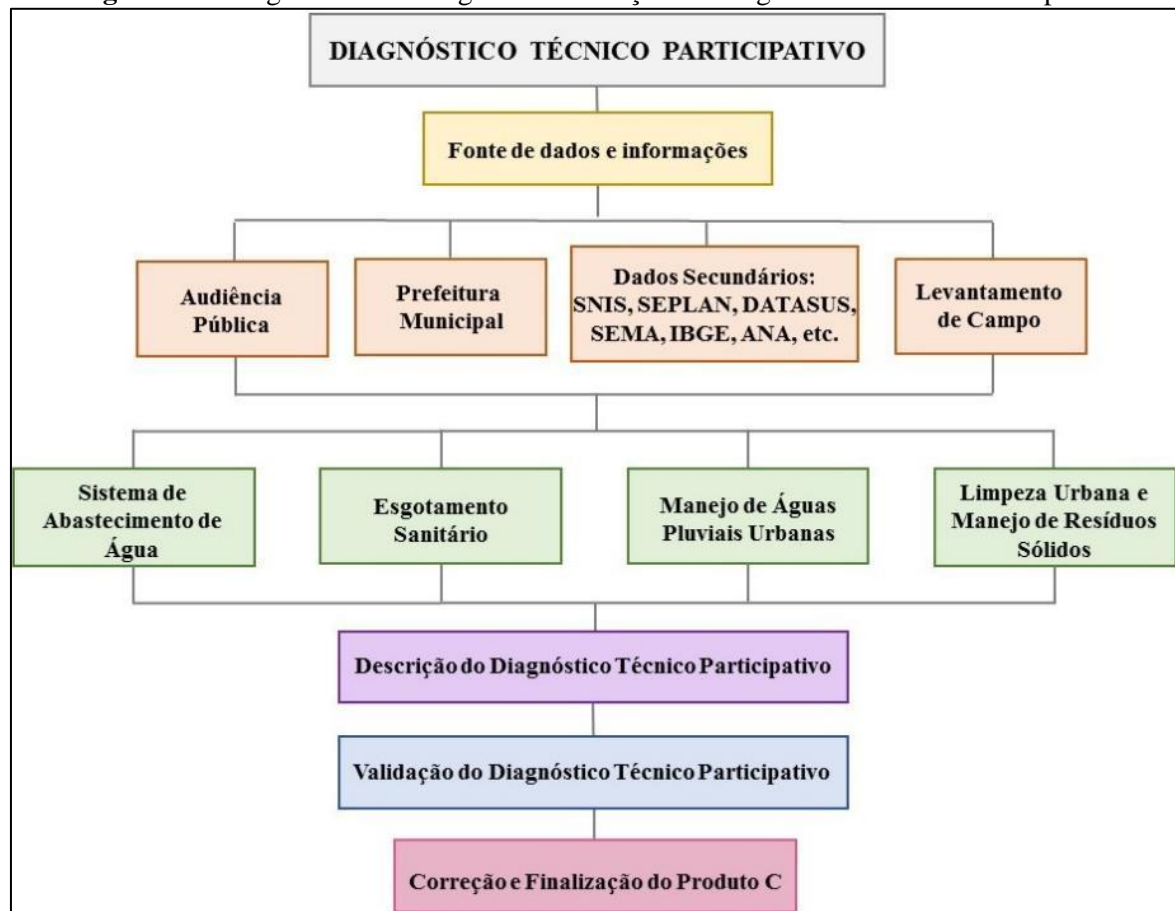 DIAGNÓSTICO TÉCNICO PARTICIPATIVO
Fonte de dados e informações
Audiência
Pública
Prefeitura
Municipal
Dados Secundários:
SNIS, SEPLAN, DATASUS,
SEMA, IBGE, ANA, etc.
Levantamento
de Campo
Sistema de
Abastecimento de
Água
Esgotamento
Sanitário
Manejo de Águas
Pluviais Urbanas
Limpeza Urbana e
Manejo de Resíduos
Sólidos
Descrição do Diagnóstico Técnico Participativo
Validação do Diagnóstico Técnico Participativo
Correção e Finalização do Produto C